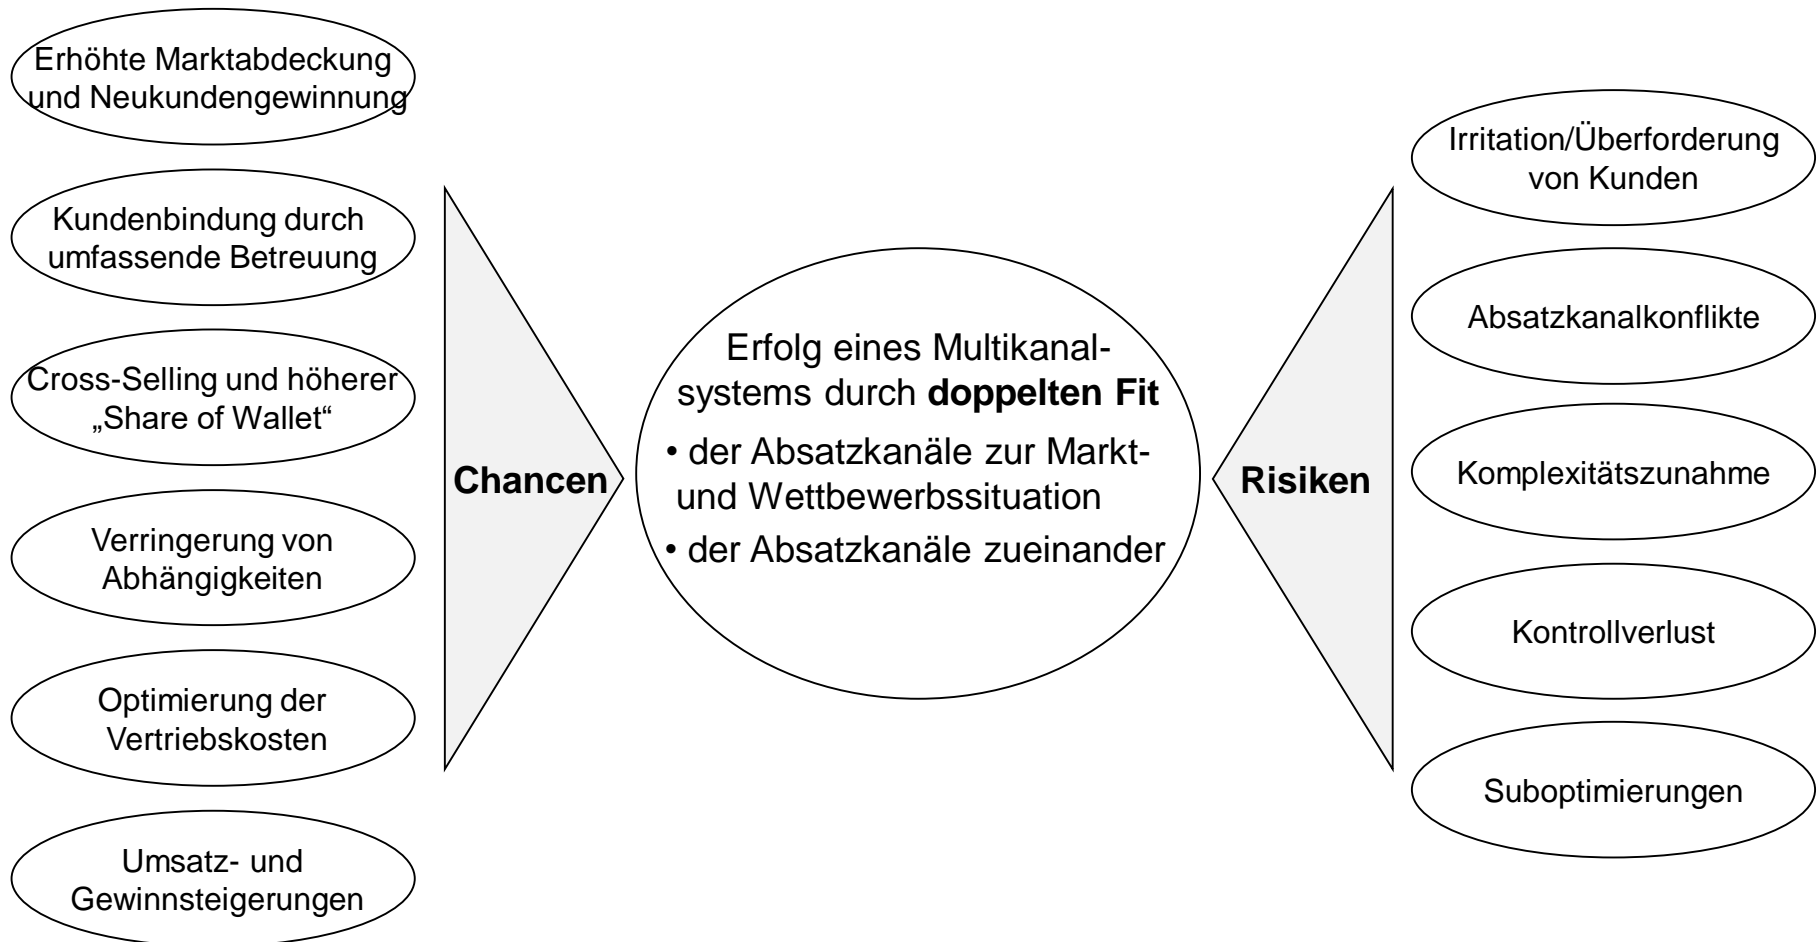 Erhöhte Marktabdeckung
und Neukundengewinnung
Kundenbindung durch
umfassende Betreuung
Cross-Selling und höherer
„Share of Wallet“
Verringerung von
Abhängigkeiten
Optimierung der
Vertriebskosten
Umsatz- und
Gewinnsteigerungen
Chancen
Erfolg eines Multikanal-
systems durch doppelten Fit
• der Absatzkanäle zur Markt-
und Wettbewerbssituation
• der Absatzkanäle zueinander
Risiken
Irritation/Überforderung
von Kunden
Absatzkanalkonflikte
Komplexitätszunahme
Kontrollverlust
Suboptimierungen